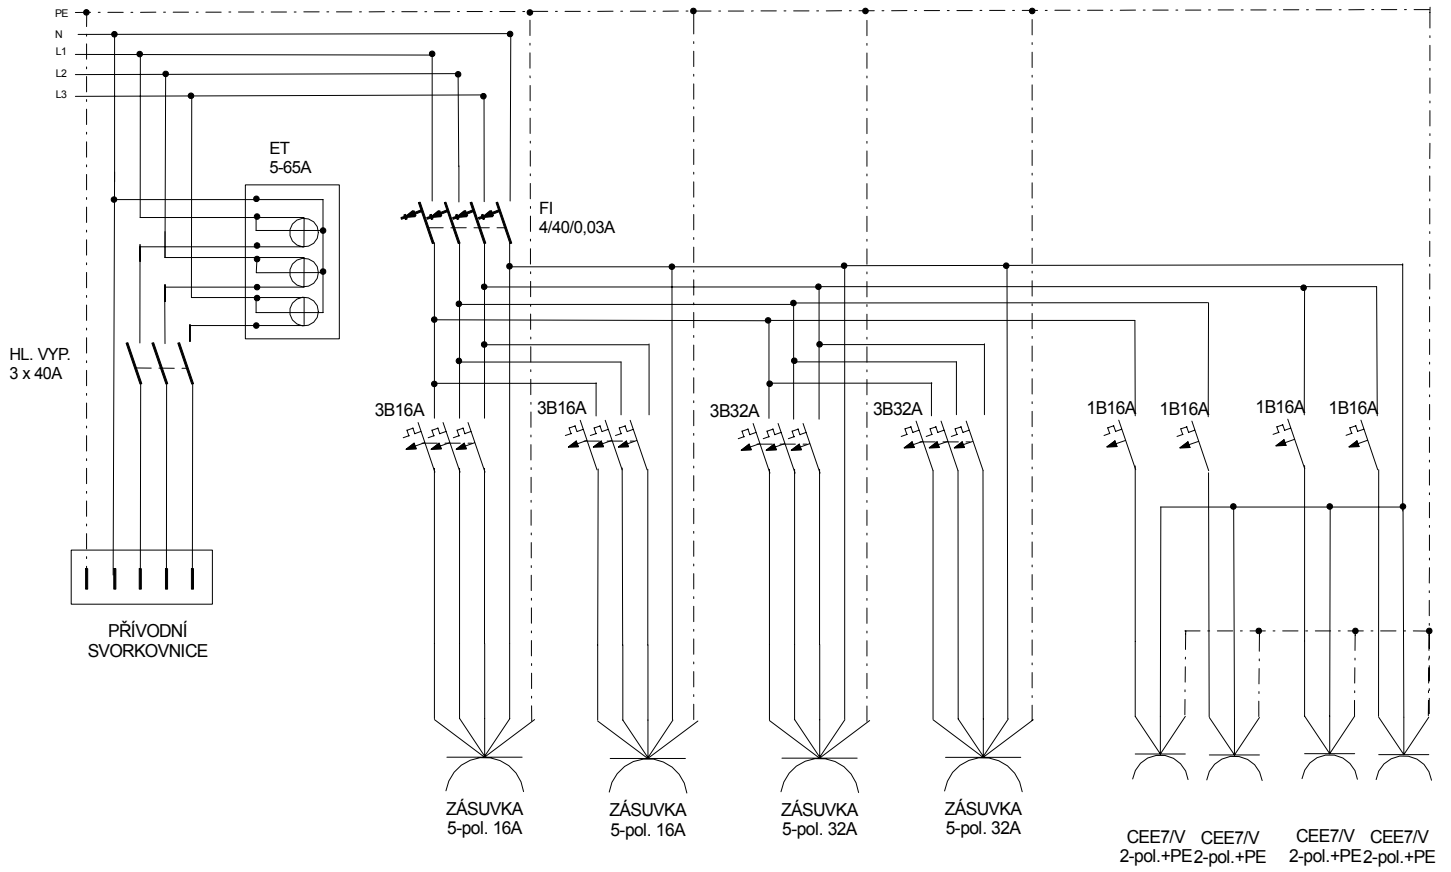 PE
N
L1
L2
L3
ET
5-65A
FI
4/40/0,03A
HL. VYP.
3 x 40A
3B16A
3B16A
3B32A
3B32A
1B16A
1B16A
1B16A
1B16A
PŘÍVODNÍ
SVORKOVNICE
ZÁSUVKA
5-pol. 16A
ZÁSUVKA
5-pol. 16A
ZÁSUVKA
5-pol. 32A
ZÁSUVKA
5-pol. 32A
CEE7/V
2-pol.+PE
CEE7/V
2-pol.+PE
CEE7/V
2-pol.+PE
CEE7/V
2-pol.+PE